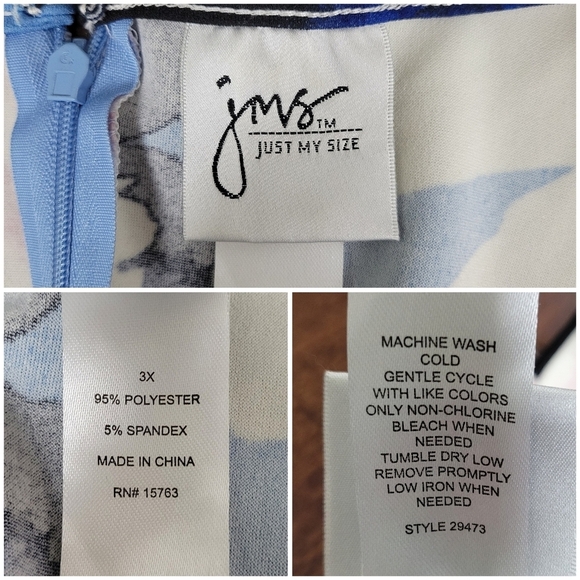 jms™
JUST MY SIZE
3X
95% POLYESTER
5% SPANDEX
MADE IN CHINA
RN# 15763
MACHINE WASH
COLD
GENTLE CYCLE
WITH LIKE COLORS
ONLY NON-CHLORINE
BLEACH WHEN
NEEDED
TUMBLE DRY LOW
REMOVE PROMPTLY
LOW IRON WHEN
NEEDED
STYLE 29473